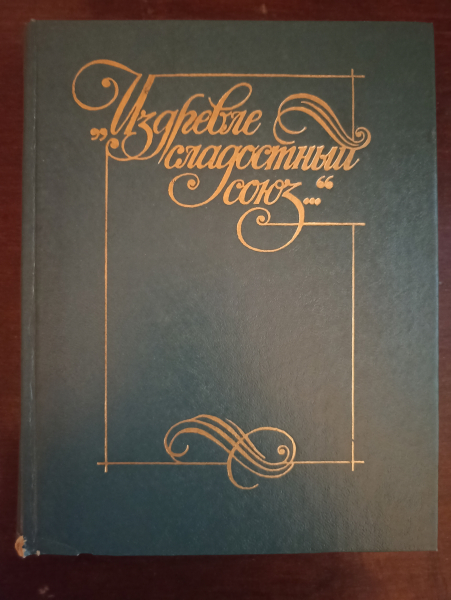 „Издревле
сладостный
союз...“